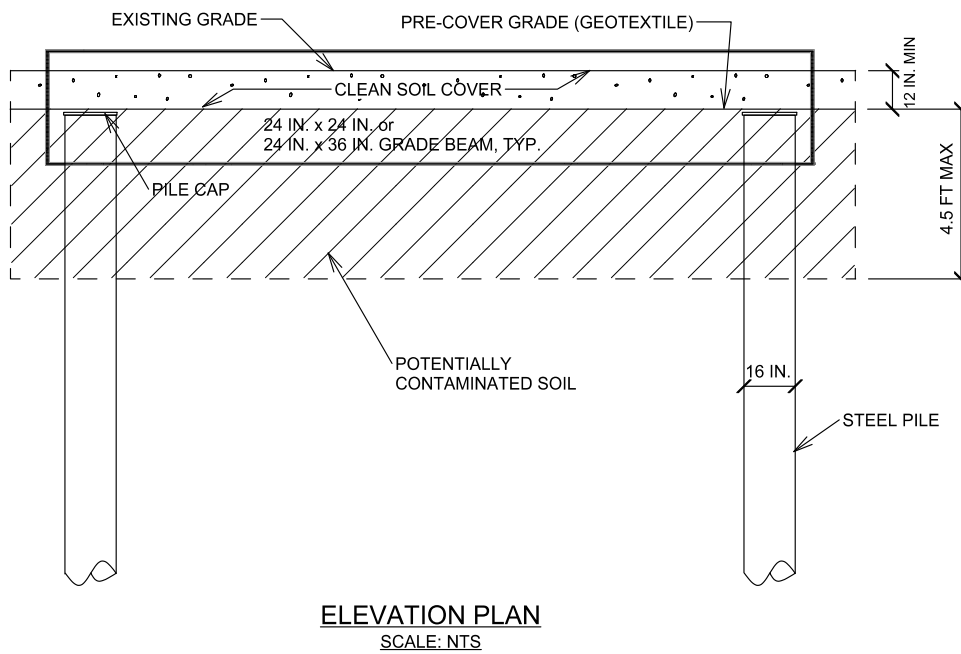 EXISTING GRADE
PRE-COVER GRADE (GEOTEXTILE)
12 IN. MIN
CLEAN SOIL COVER
24 IN. x 24 IN. or
24 IN. x 36 IN. GRADE BEAM, TYP.
PILE CAP
4.5 FT MAX
POTENTIALLY
CONTAMINATED SOIL
16 IN.
STEEL PILE
ELEVATION PLAN
SCALE: NTS